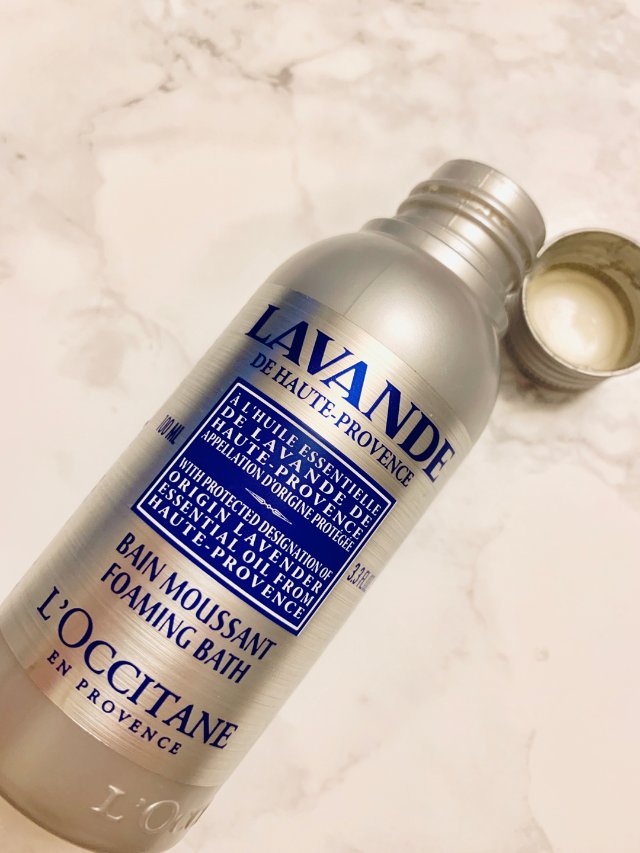 LAVANDE
DE HAUTE-PROVENCE
À L'HUILE ESSENTIELLE
DE LAVANDE DE
HAUTE-PROVENCE
APPELLATION D'ORIGINE PROTÉGÉE
WITH PROTECTED DESIGNATION OF
ORIGIN LAVENDER
ESSENTIAL OIL FROM
HAUTE-PROVENCE
100 ML
3.3 FL
BAIN MOUSSANT
FOAMING BATH
L'OCCITANE
EN PROVENCE
L'OC